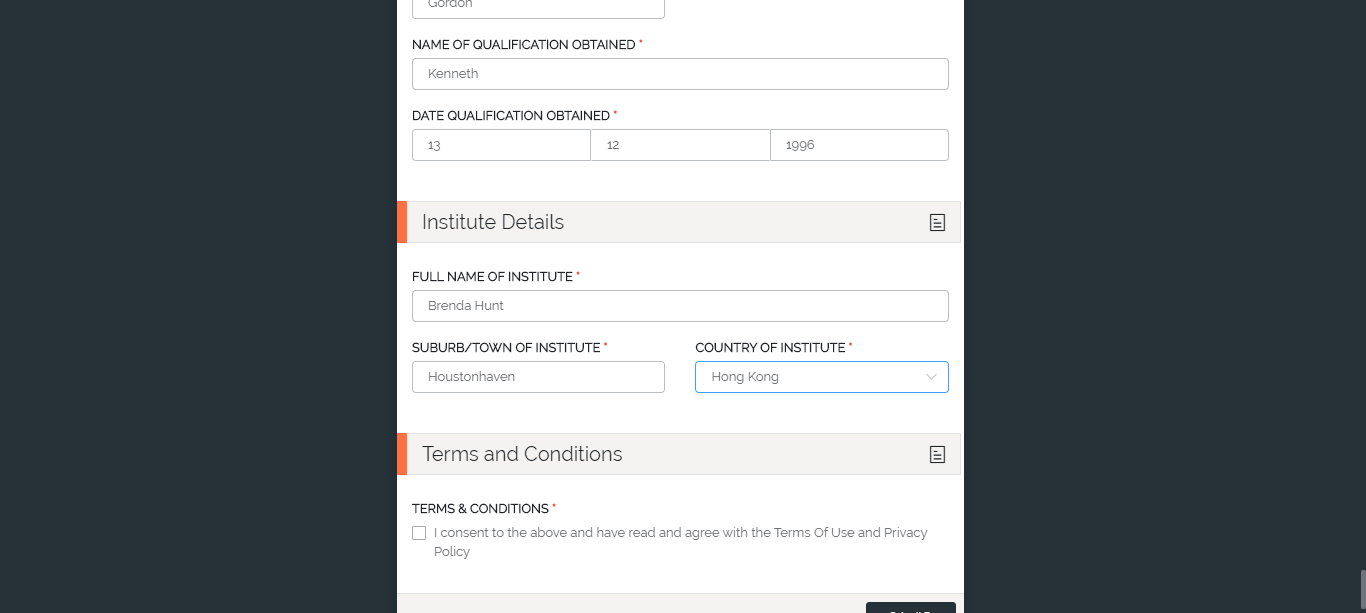 Gordon
NAME OF QUALIFICATION OBTAINED *
Kenneth
DATE QUALIFICATION OBTAINED *
13 12 1996
Institute Details
FULL NAME OF INSTITUTE *
Brenda Hunt
SUBURB/TOWN OF INSTITUTE * COUNTRY OF INSTITUTE *
Houstonhaven Hong Kong
Terms and Conditions
TERMS & CONDITIONS *
I consent to the above and have read and agree with the Terms Of Use and Privacy
Policy